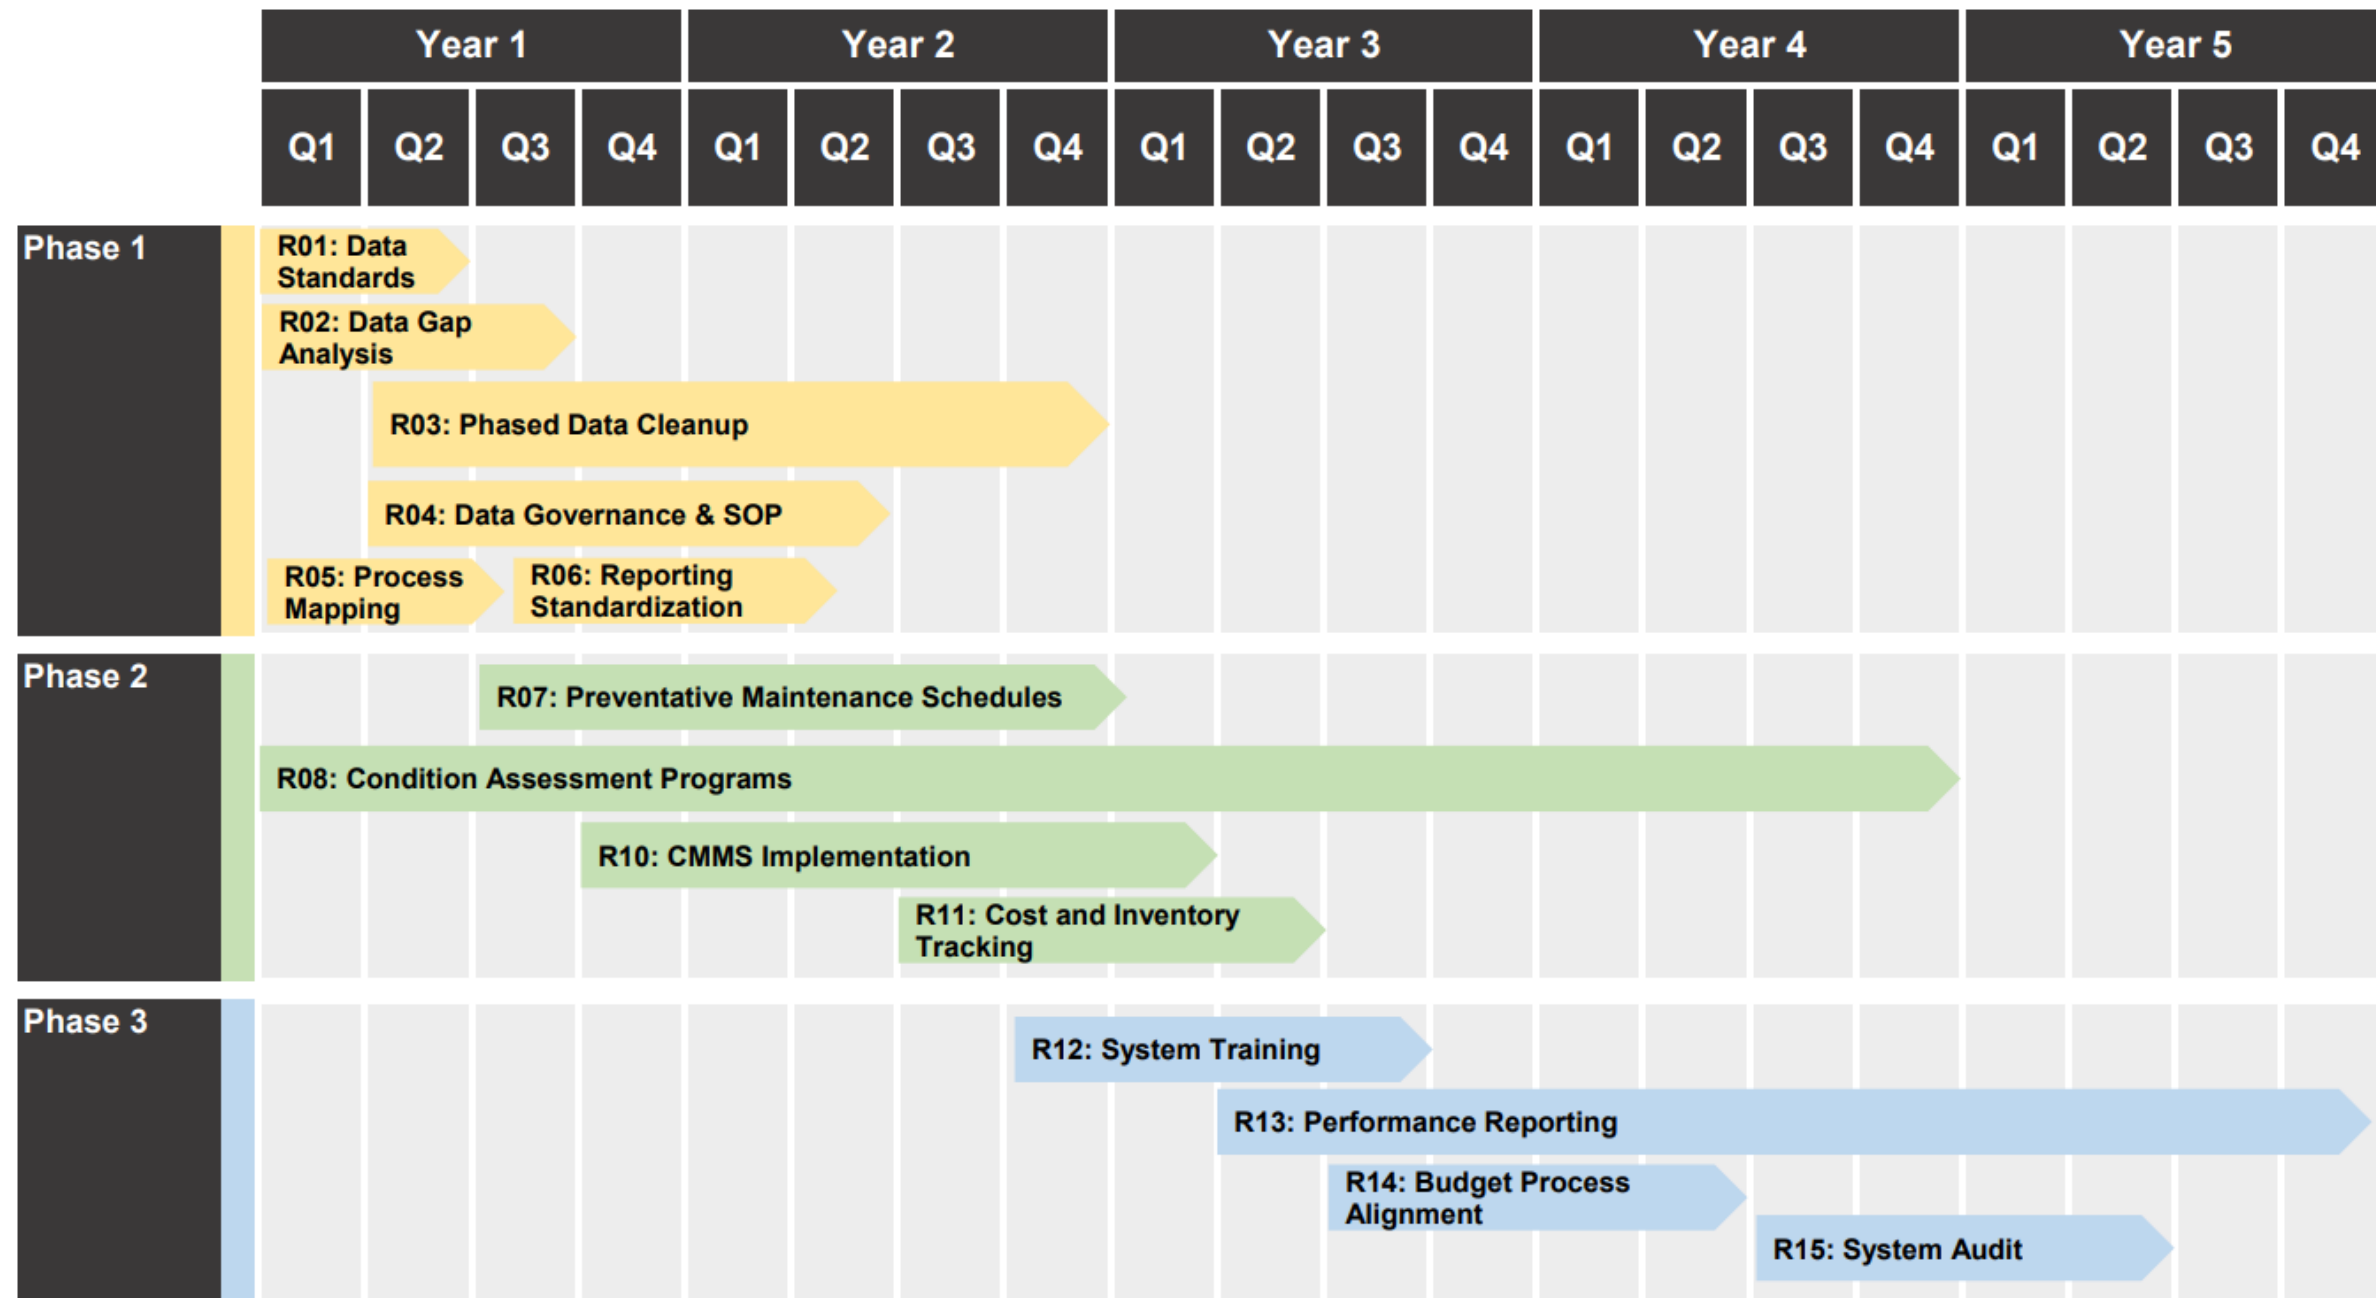 Year 1 Year 2 Year 3 Year 4 Year 5
Q1 Q2 Q3 Q4 Q1 Q2 Q3 Q4 Q1 Q2 Q3 Q4 Q1 Q2 Q3 Q4 Q1 Q2 Q3 Q4
Phase 1
R01: Data
Standards
R02: Data Gap
Analysis
R03: Phased Data Cleanup
R04: Data Governance & SOP
R05: Process
Mapping
R06: Reporting
Standardization
Phase 2
R07: Preventative Maintenance Schedules
R08: Condition Assessment Programs
R10: CMMS Implementation
R11: Cost and Inventory
Tracking
Phase 3
R12: System Training
R13: Performance Reporting
R14: Budget Process
Alignment
R15: System Audit